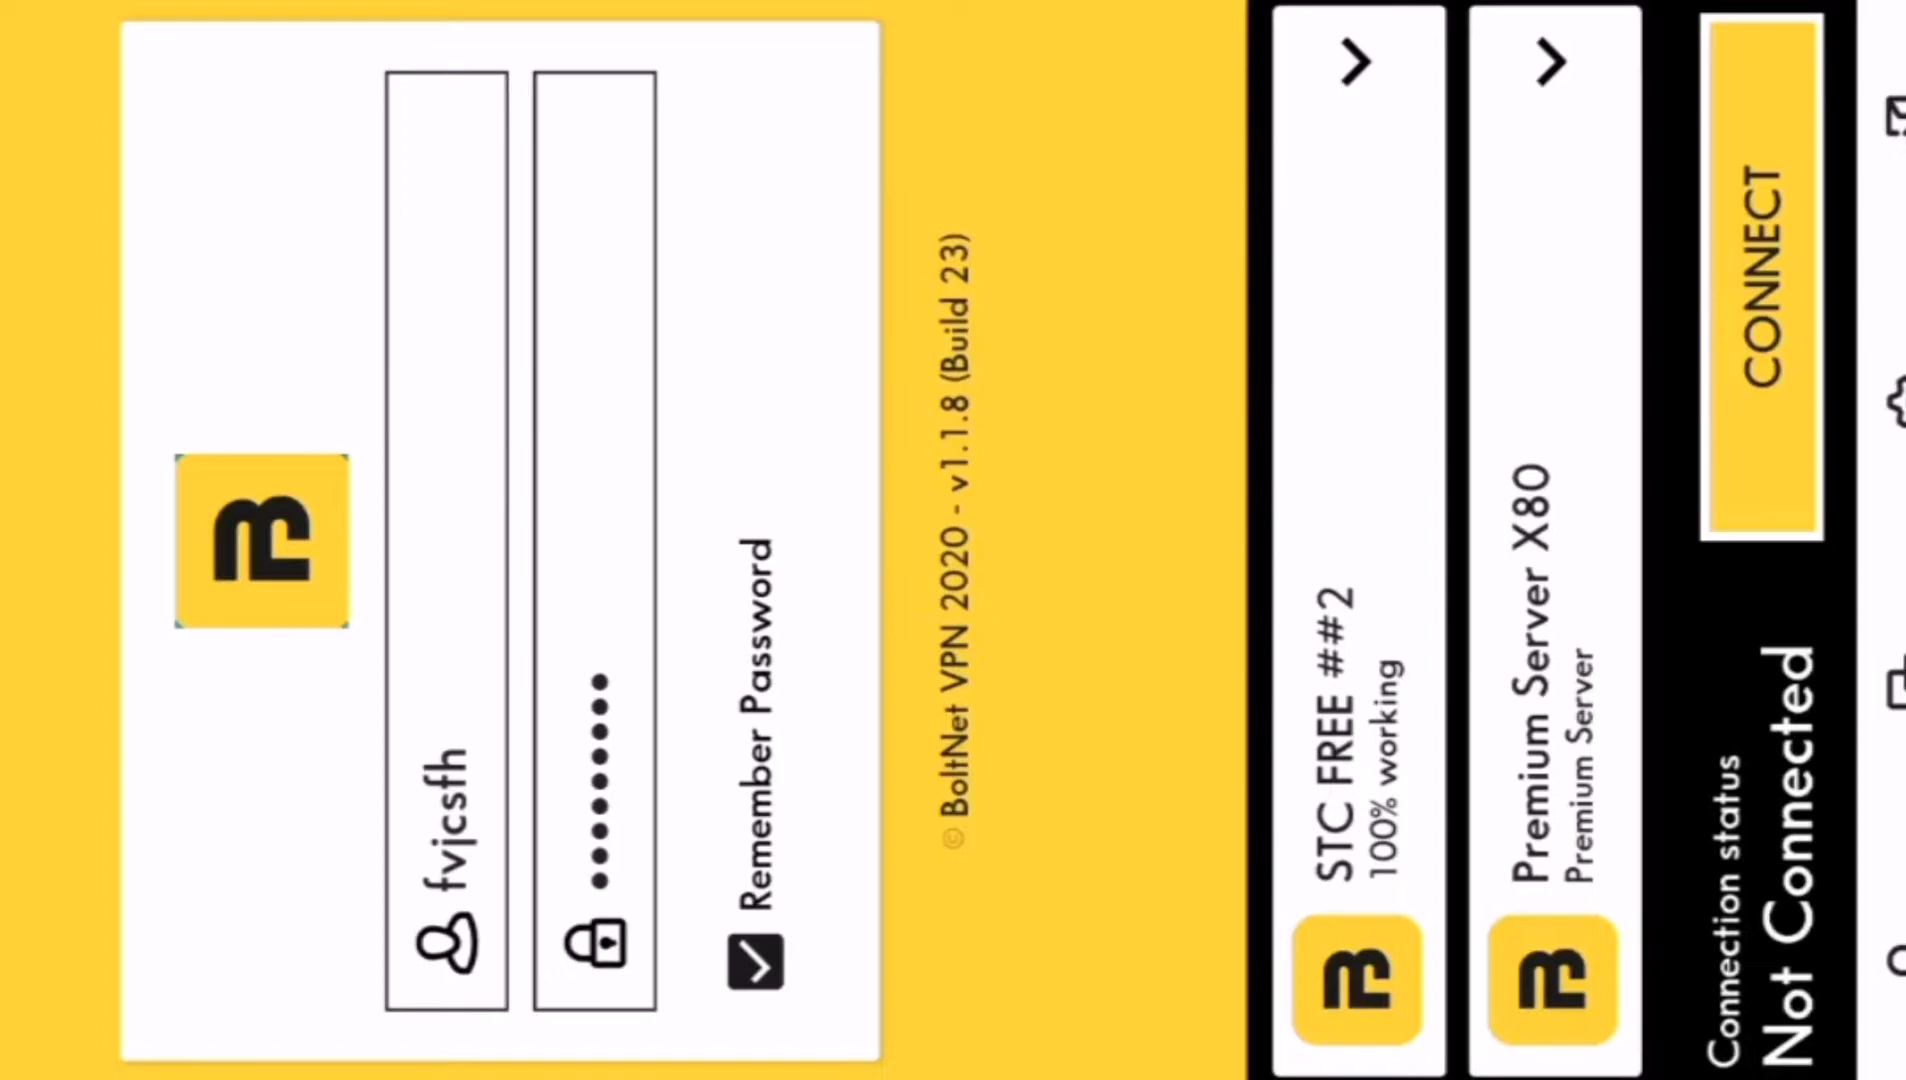 fvjcsfh
•••••••••
Remember Password
© BoltNet VPN 2020 - v1.1.8 (Build 23)
STC FREE ##2
100% working
Premium Server X80
Premium Server
Connection status
Not Connected
CONNECT